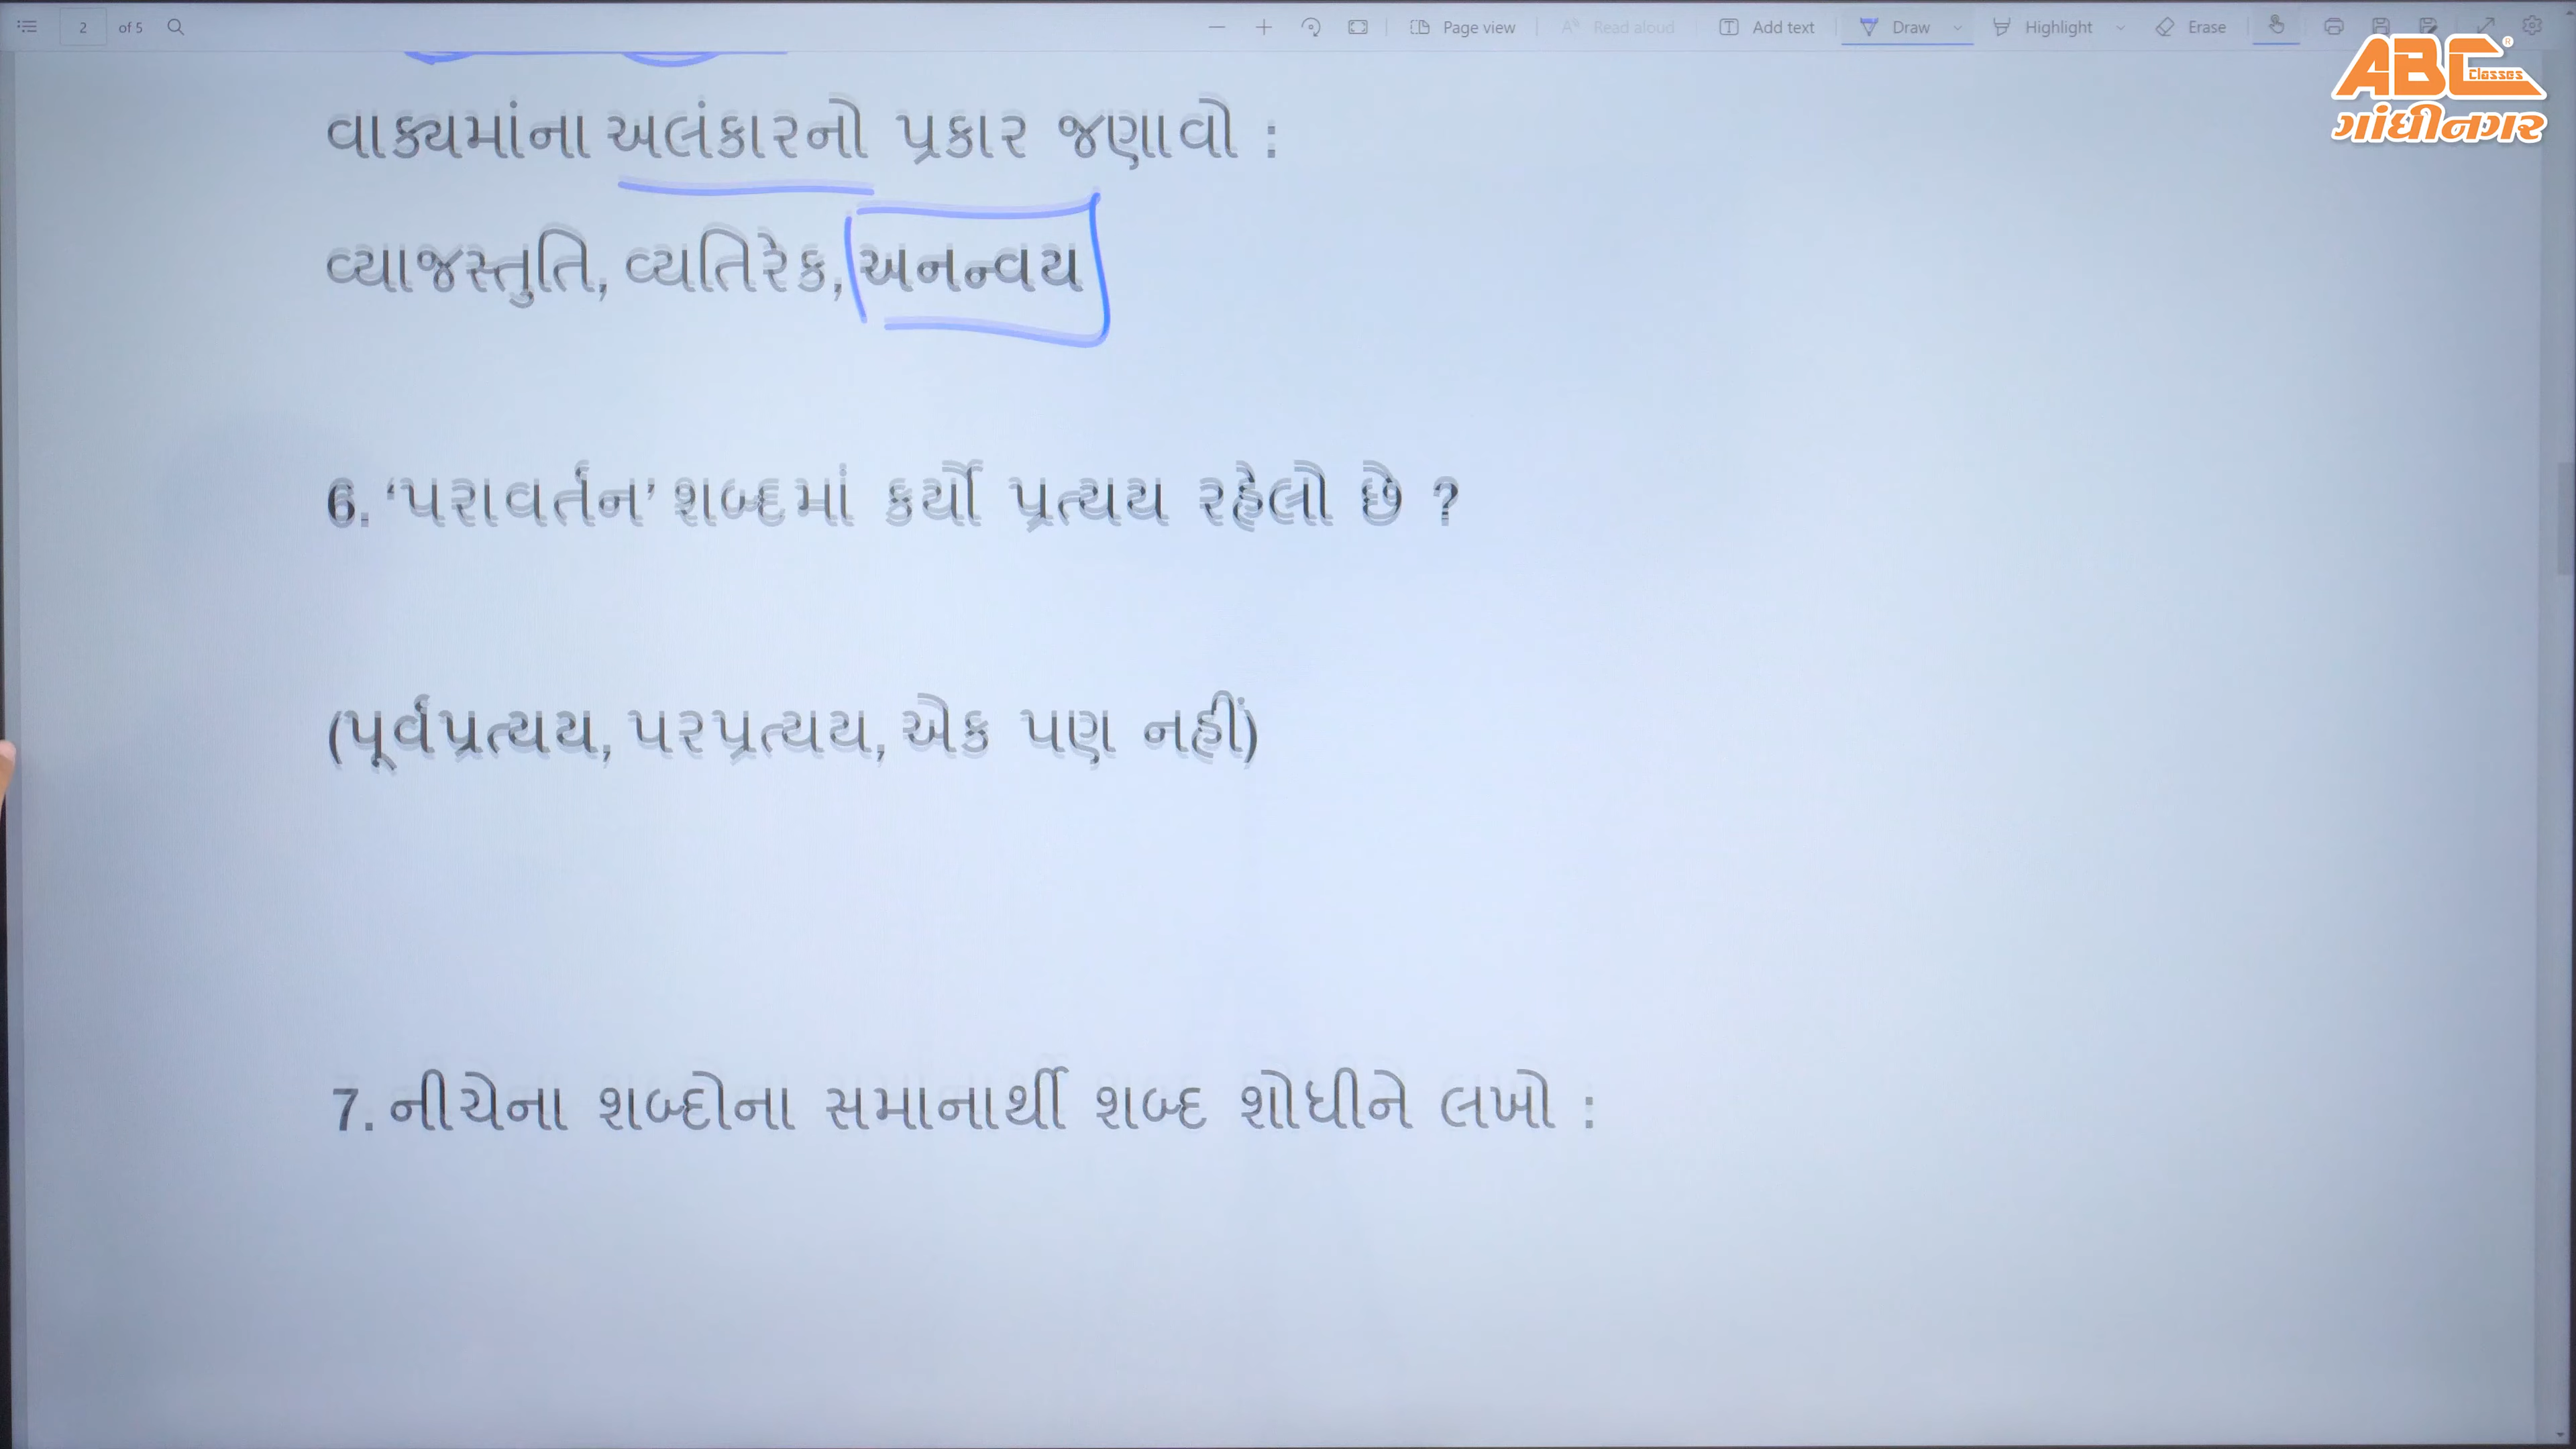 2 of 5 Page view Read aloud Add text Draw Highlight Erase
ABC Classes
ગાંધીનગર
વાક્યમાંના અલંકારનો પ્રકાર જણાવો :
વ્યાજસ્તુતિ, વ્યતિરેક, અનન્વય
6. ‘પરાવર્તન’ શબ્દમાં કર્યો પ્રત્યય રહેલો છે ?
(પૂર્વપ્રત્યય, પરપ્રત્યય, એક પણ નહીં)
7. નીચેના શબ્દોના સમાનાર્થી શબ્દ શોધીને લખો :